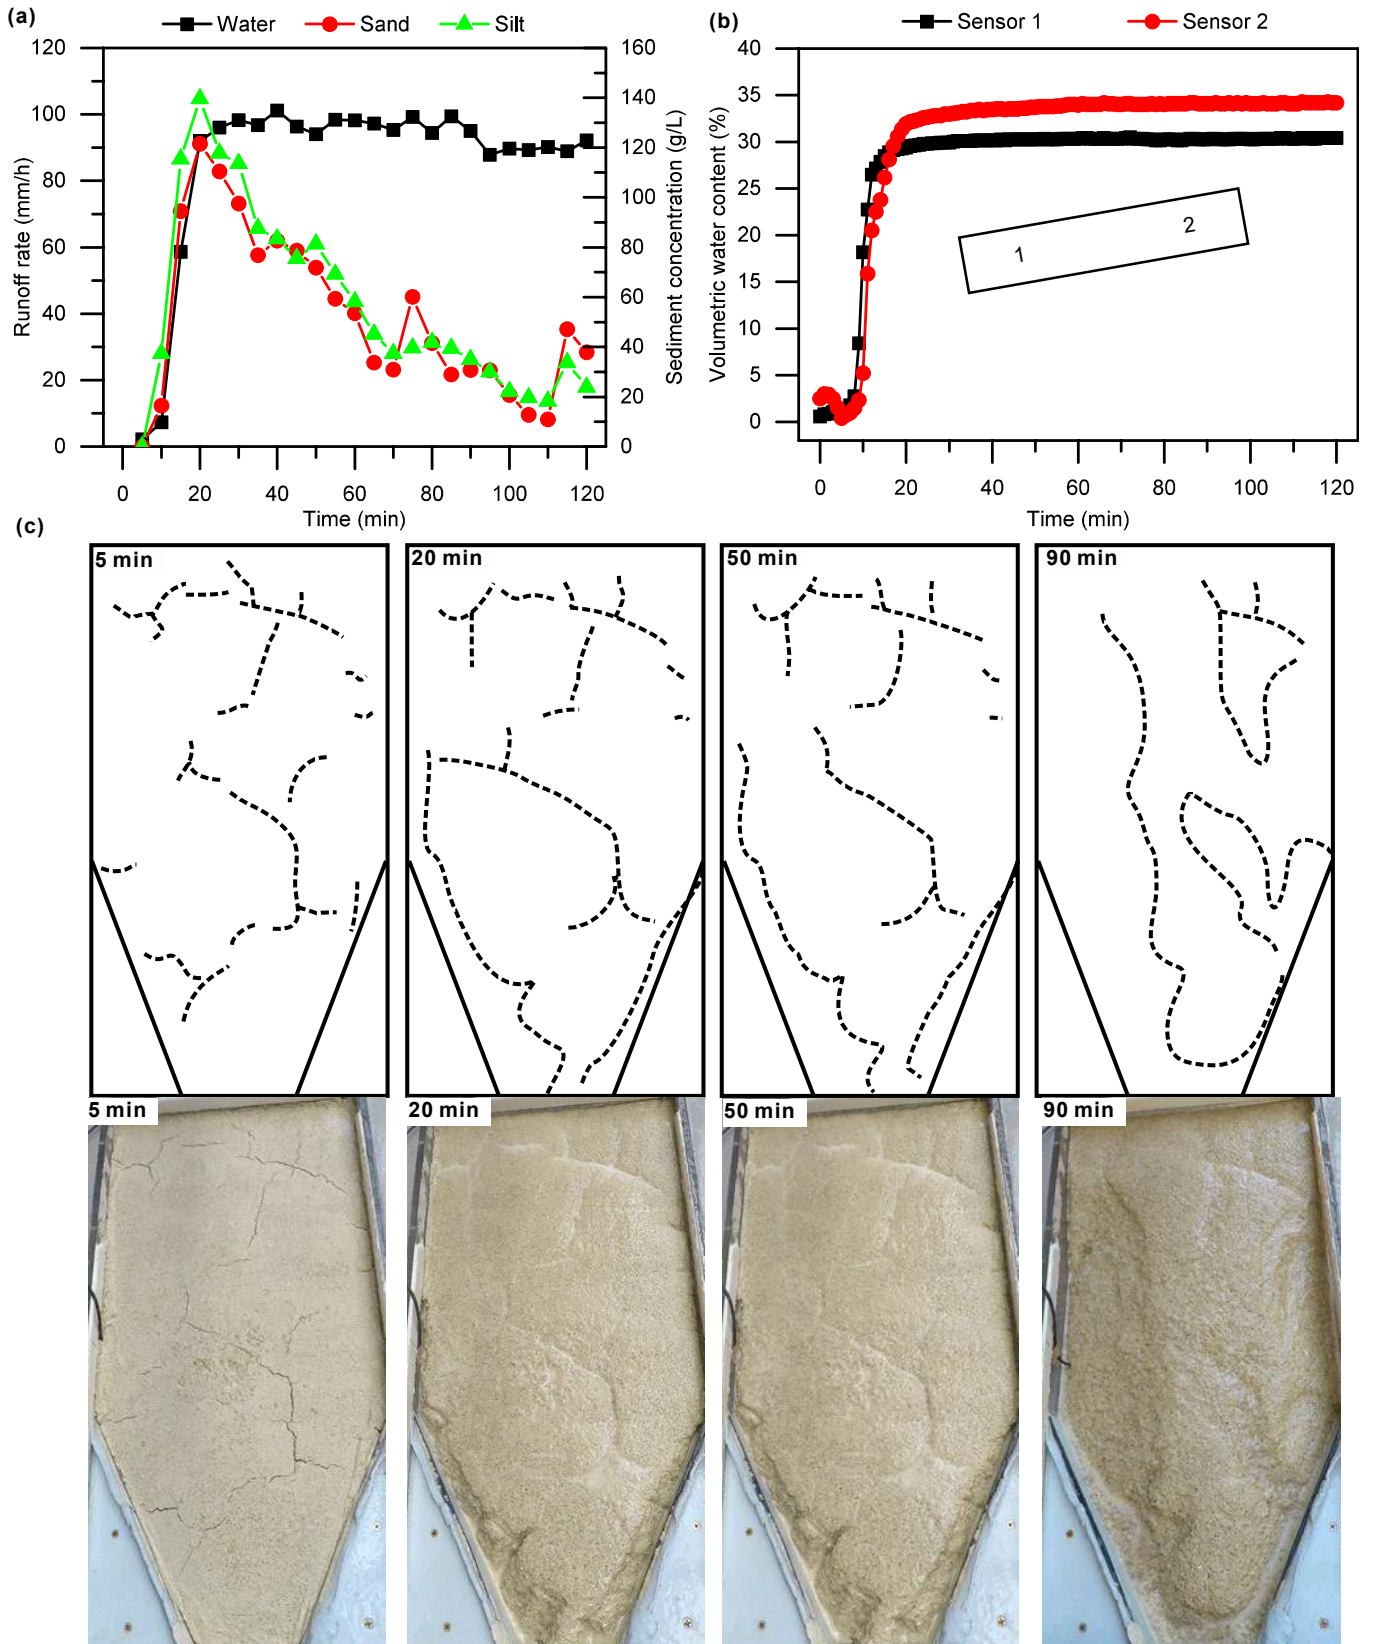 (a)
Water Sand Silt
120
100
80
60
40
20
0
Runoff rate (mm/h)
160
140
120
100
80
60
40
20
0
Sediment concentration (g/L)
0 20 40 60 80 100 120
Time (min)
(b)
Sensor 1 Sensor 2
40
35
30
25
20
15
10
5
0
Volumetric water content (%)
1 2
0 20 40 60 80 100 120
Time (min)
(c)
5 min 20 min 50 min 90 min
5 min 20 min 50 min 90 min